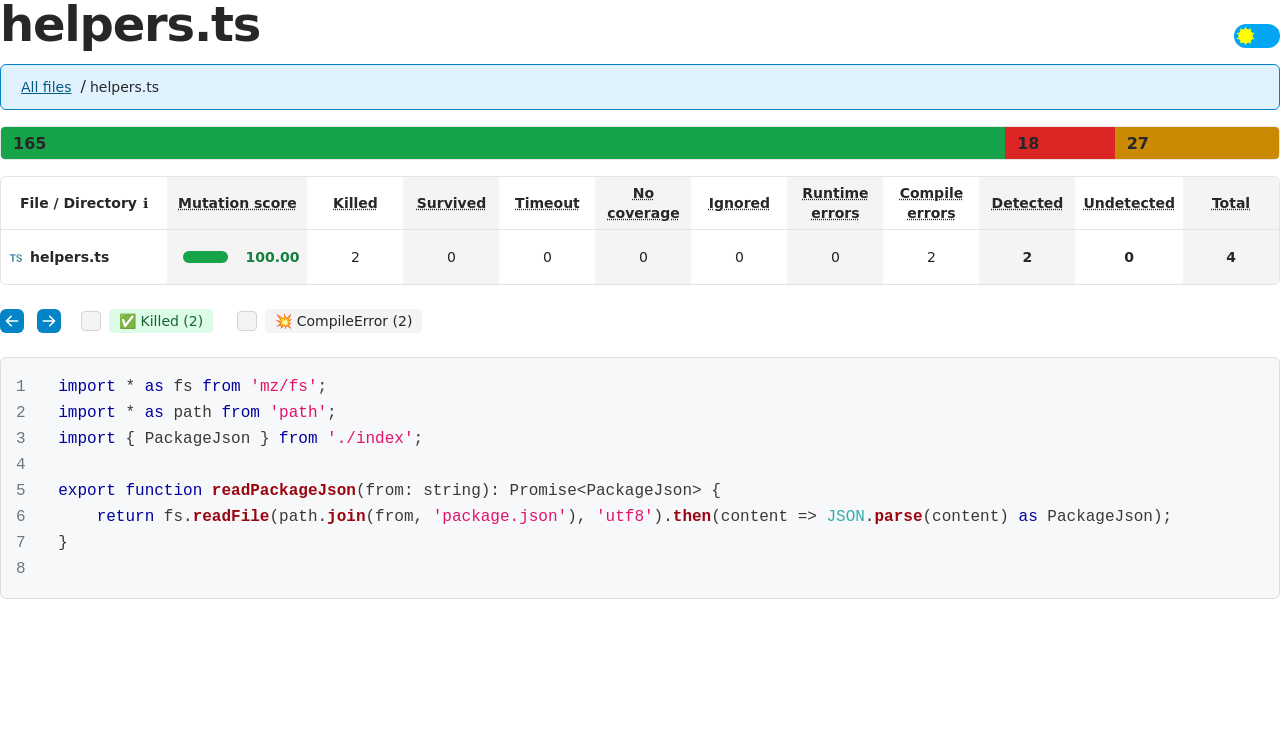 helpers.ts
All files / helpers.ts
165 18 27
File / Directory ℹ Mutation score Killed Survived Timeout No coverage Ignored Runtime errors Compile errors Detected Undetected Total
TS helpers.ts 100.00 2 0 0 0 0 0 2 2 0 4
✅ Killed (2) 💥 CompileError (2)
1 import * as fs from 'mz/fs';
2 import * as path from 'path';
3 import { PackageJson } from './index';
4
5 export function readPackageJson(from: string): Promise<PackageJson> {
6     return fs.readFile(path.join(from, 'package.json'), 'utf8').then(content => JSON.parse(content) as PackageJson);
7 }
8